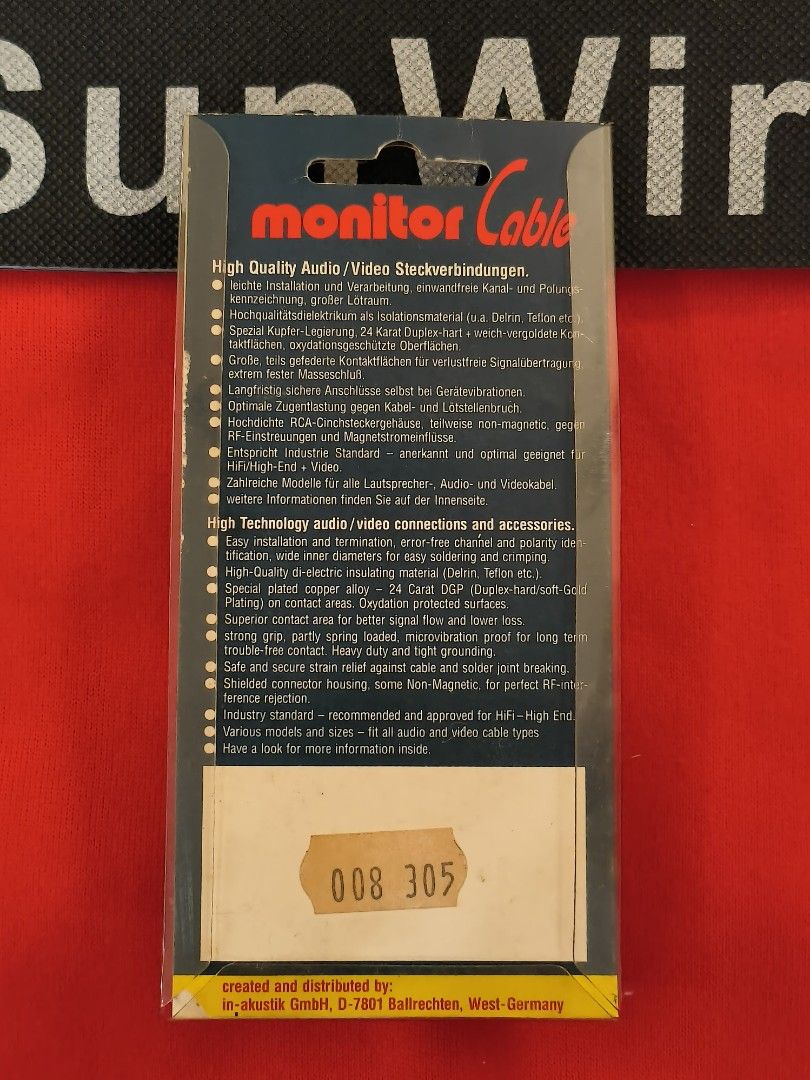 SunWir
monitor Cable
High Quality Audio/Video Steckverbindungen.
leichte Installation und Verarbeitung, einwandfreie Kanal- und Polungs-
kennzeichnung, großer Lötraum.
Hochqualitätsdielektrikum als Isolationsmaterial (u.a. Delrin, Teflon etc.).
Spezial Kupfer-Legierung, 24 Karat Duplex-hart + weich-vergoldete Kon-
taktflächen, oxydationsgeschützte Oberflächen.
Große, teils gefederte Kontaktflächen für verlustfreie Signalübertragung,
extrem fester Masseschluß.
Langfristig sichere Anschlüsse selbst bei Gerätevibrationen.
Optimale Zugentlastung gegen Kabel- und Lötstellenbruch.
Hochdichte RCA-Cinchsteckergehäuse, teilweise non-magnetic, gegen
RF-Einstreuungen und Magnetstromeinflüsse.
Entspricht Industrie Standard – anerkannt und optimal geeignet für
HiFi/High-End + Video.
Zahlreiche Modelle für alle Lautsprecher-, Audio- und Videokabel.
weitere Informationen finden Sie auf der Innenseite.
High Technology audio/video connections and accessories.
Easy installation and termination, error-free channel and polarity iden-
tification, wide inner diameters for easy soldering and crimping.
High-Quality di-electric insulating material (Delrin, Teflon etc.).
Special plated copper alloy – 24 Carat DGP (Duplex-hard/soft-Gold
Plating) on contact areas. Oxydation protected surfaces.
Superior contact area for better signal flow and lower loss.
strong grip, partly spring loaded, microvibration proof for long term
trouble-free contact. Heavy duty and tight grounding.
Safe and secure strain relief against cable and solder joint breaking.
Shielded connector housing, some Non-Magnetic, for perfect RF-inter-
ference rejection.
Industry standard – recommended and approved for HiFi–High End.
Various models and sizes – fit all audio and video cable types
Have a look for more information inside.
008 305
created and distributed by:
in-akustik GmbH, D-7801 Ballrechten, West-Germany